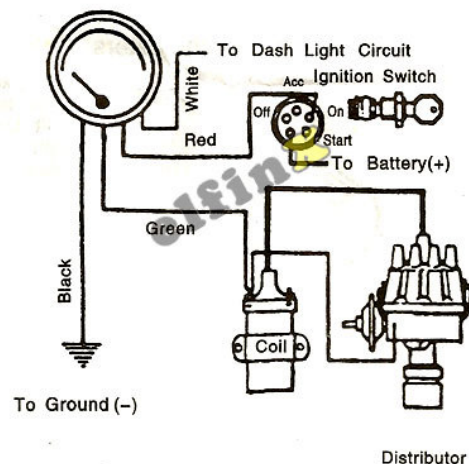 To Dash Light Circuit
Ignition Switch
Acc
White
Off
On
Red
Start
To Battery(+)
elfin
Green
Black
Coil
To Ground (-)
Distributor